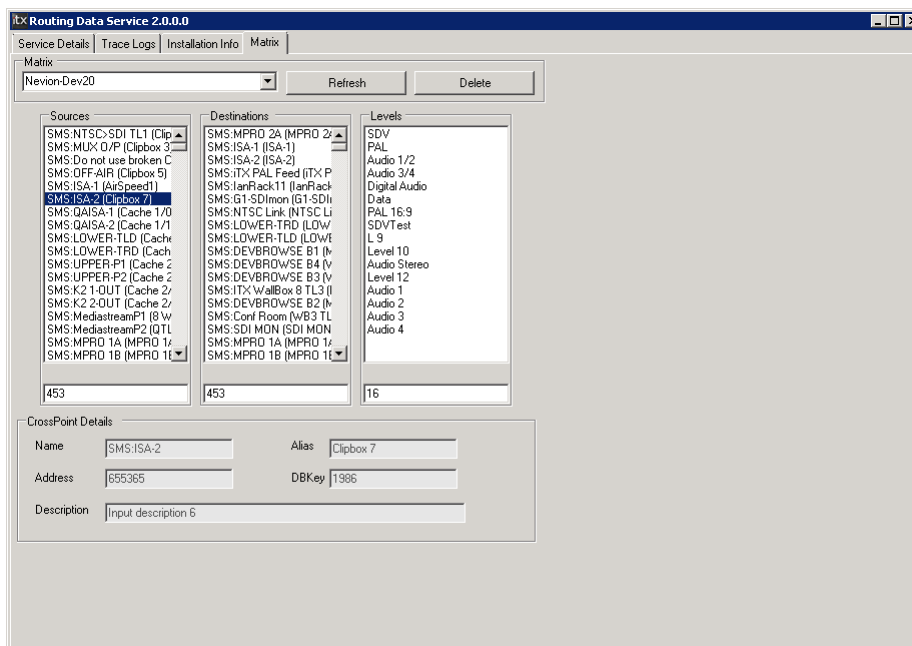 itx Routing Data Service 2.0.0.0
Service Details Trace Logs Installation Info Matrix
Matrix
Nevion-Dev20 Refresh Delete
Sources
SMS:NTSC>SDI TL1 (Clip
SMS:MUX O/P (Clipbox 3)
SMS:Do not use broken C
SMS:OFF-AIR (Clipbox 5)
SMS:ISA-1 (AirSpeed1)
SMS:ISA-2 (Clipbox 7)
SMS:QAISA-1 (Cache 1/0
SMS:QAISA-2 (Cache 1/1
SMS:LOWER-TLD (Cache
SMS:LOWER-TRD (Cach
SMS:UPPER-P1 (Cache 2
SMS:UPPER-P2 (Cache 2
SMS:K2 1-OUT (Cache 2/
SMS:K2 2-OUT (Cache 2/
SMS:MediastreamP1 (8 W
SMS:MediastreamP2 (QTL
SMS:MPRO 1A (MPRO 1A
SMS:MPRO 1B (MPRO 1E
453
Destinations
SMS:MPRO 2A (MPRO 2A
SMS:ISA-1 (ISA-1)
SMS:ISA-2 (ISA-2)
SMS:iTX PAL Feed (iTX P
SMS:IanRack11 (IanRack
SMS:G1-SDImon (G1-SDI
SMS:NTSC Link (NTSC Li
SMS:LOWER-TRD (LOW
SMS:LOWER-TLD (LOWE
SMS:DEVBROWSE B1 (M
SMS:DEVBROWSE B4 (V
SMS:DEVBROWSE B3 (V
SMS:ITX WallBox 8 TL3 (I
SMS:DEVBROWSE B2 (M
SMS:Conf Room (WB3 TL
SMS:SDI MON (SDI MON
SMS:MPRO 1A (MPRO 1A
SMS:MPRO 1B (MPRO 1E
453
Levels
SDV
PAL
Audio 1/2
Audio 3/4
Digital Audio
Data
PAL 16:9
SDVTest
L 9
Level 10
Audio Stereo
Level 12
Audio 1
Audio 2
Audio 3
Audio 4
16
CrossPoint Details
Name SMS:ISA-2 Alias Clipbox 7
Address 655365 DBKey 1986
Description Input description 6